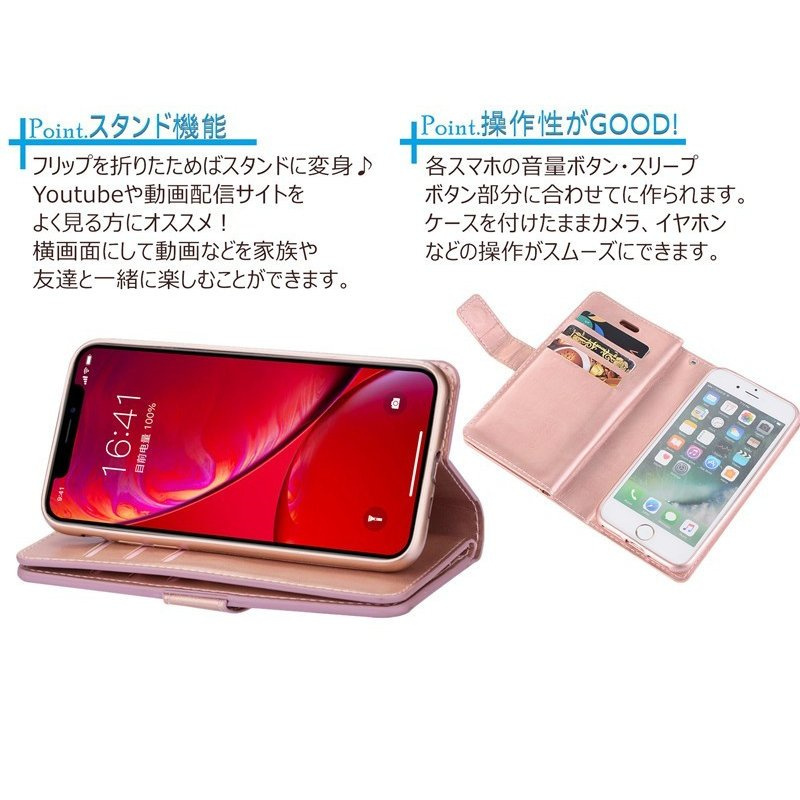 Point.スタンド機能
フリップを折りたためばスタンドに変身♪
Youtubeや動画配信サイトを
よく見る方にオススメ！
横画面にして動画などを家族や
友達と一緒に楽しむことができます。
Point.操作性がGOOD!
各スマホの音量ボタン・スリープ
ボタン部分に合わせてに作られます。
ケースを付けたままカメラ、イヤホン
などの操作がスムーズにできます。
9:41
16:41
目前电量 100%